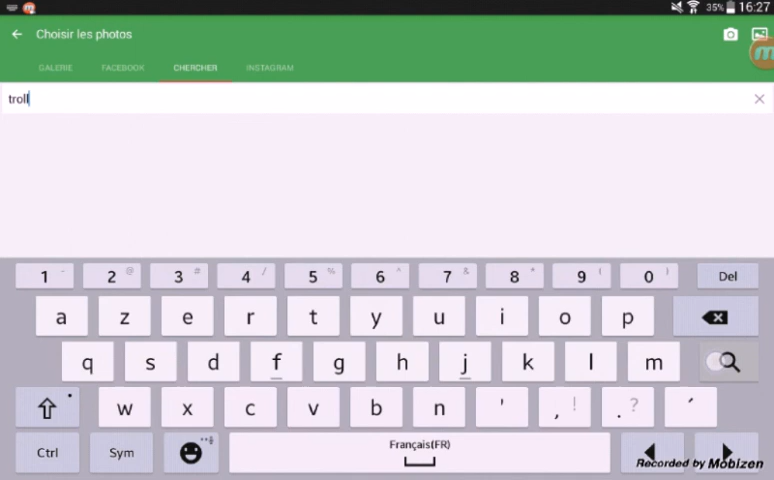 35% 16:27
Choisir les photos
GALERIE FACEBOOK CHERCHER INSTAGRAM
troll
1 - 2 @ 3 # 4 / 5 % 6 ^ 7 & 8 * 9 ( 0 ) Del
a z e r t y u i o p
q s d f g h j k l m
w x c v b n ' , ! . ? ´
Ctrl Sym Français(FR)
Recorded by Mobizen